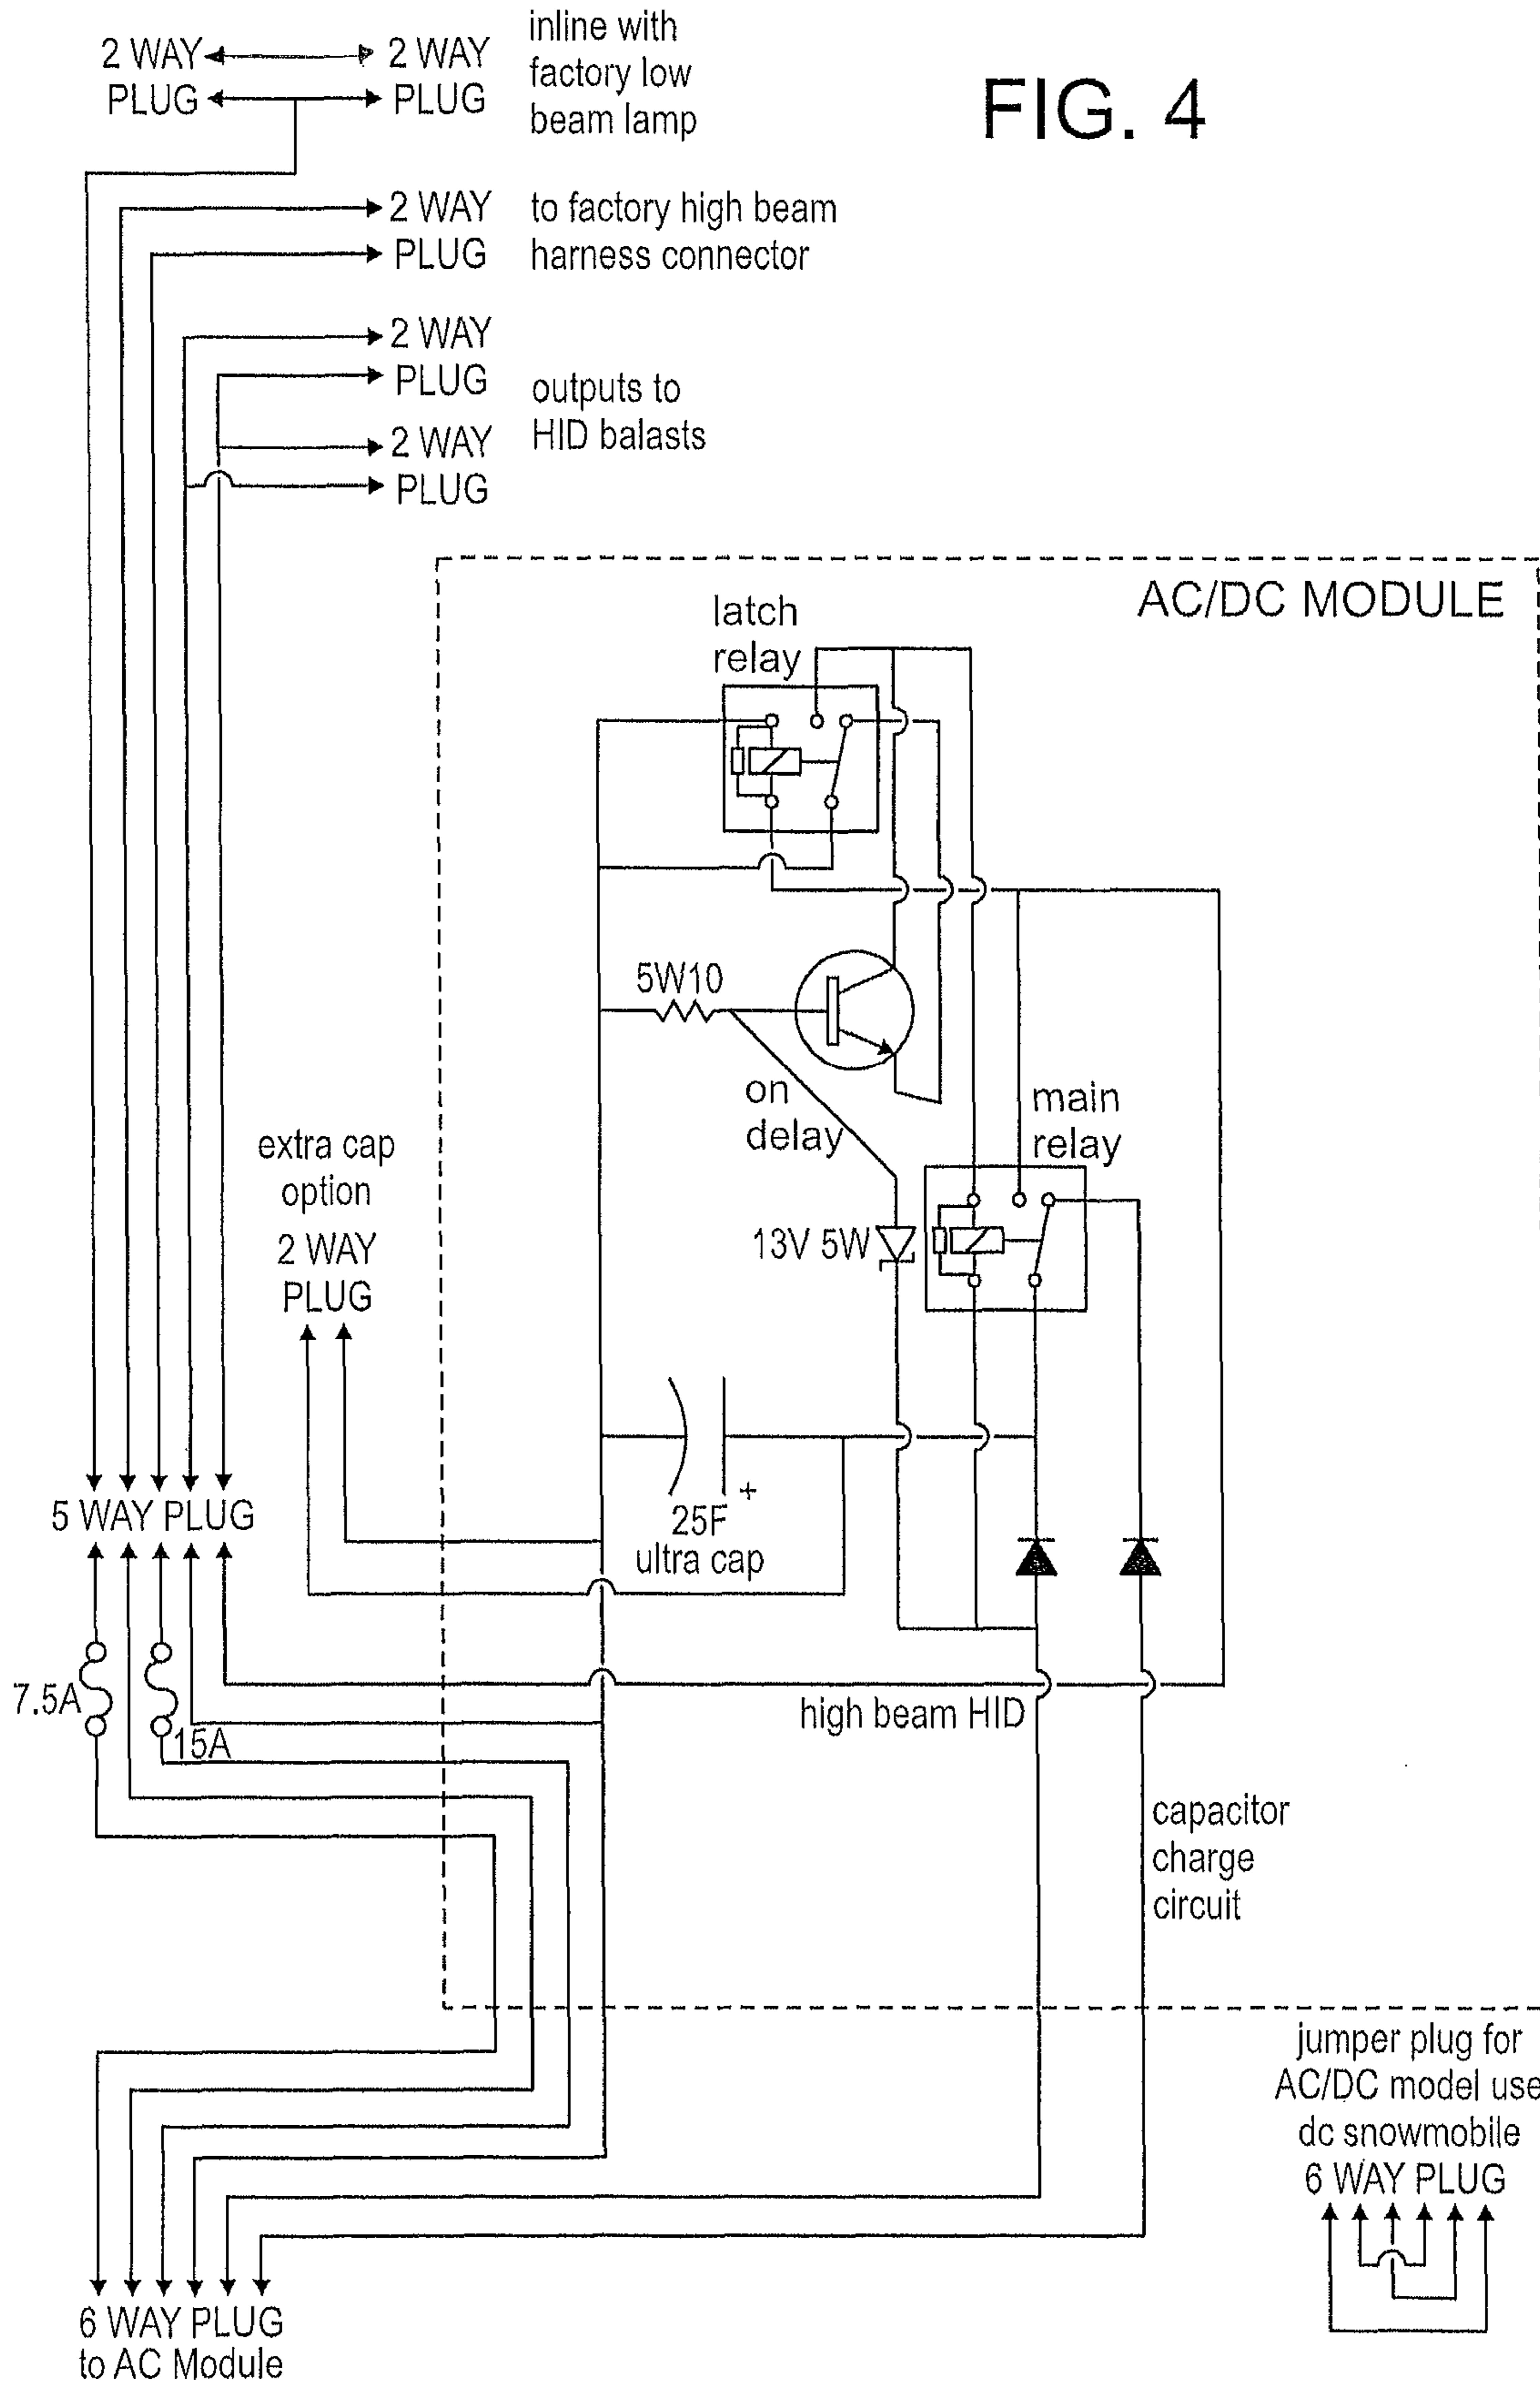 2 WAY
PLUG
2 WAY
PLUG
inline with
factory low
beam lamp
FIG. 4
2 WAY
PLUG
to factory high beam
harness connector
2 WAY
PLUG
2 WAY
PLUG
outputs to
HID balasts
AC/DC MODULE
latch
relay
5W10
on
delay
main
relay
extra cap
option
2 WAY
PLUG
13V 5W
+
25F
ultra cap
5 WAY PLUG
7.5A
15A
high beam HID
capacitor
charge
circuit
jumper plug for
AC/DC model use
dc snowmobile
6 WAY PLUG
6 WAY PLUG
to AC Module